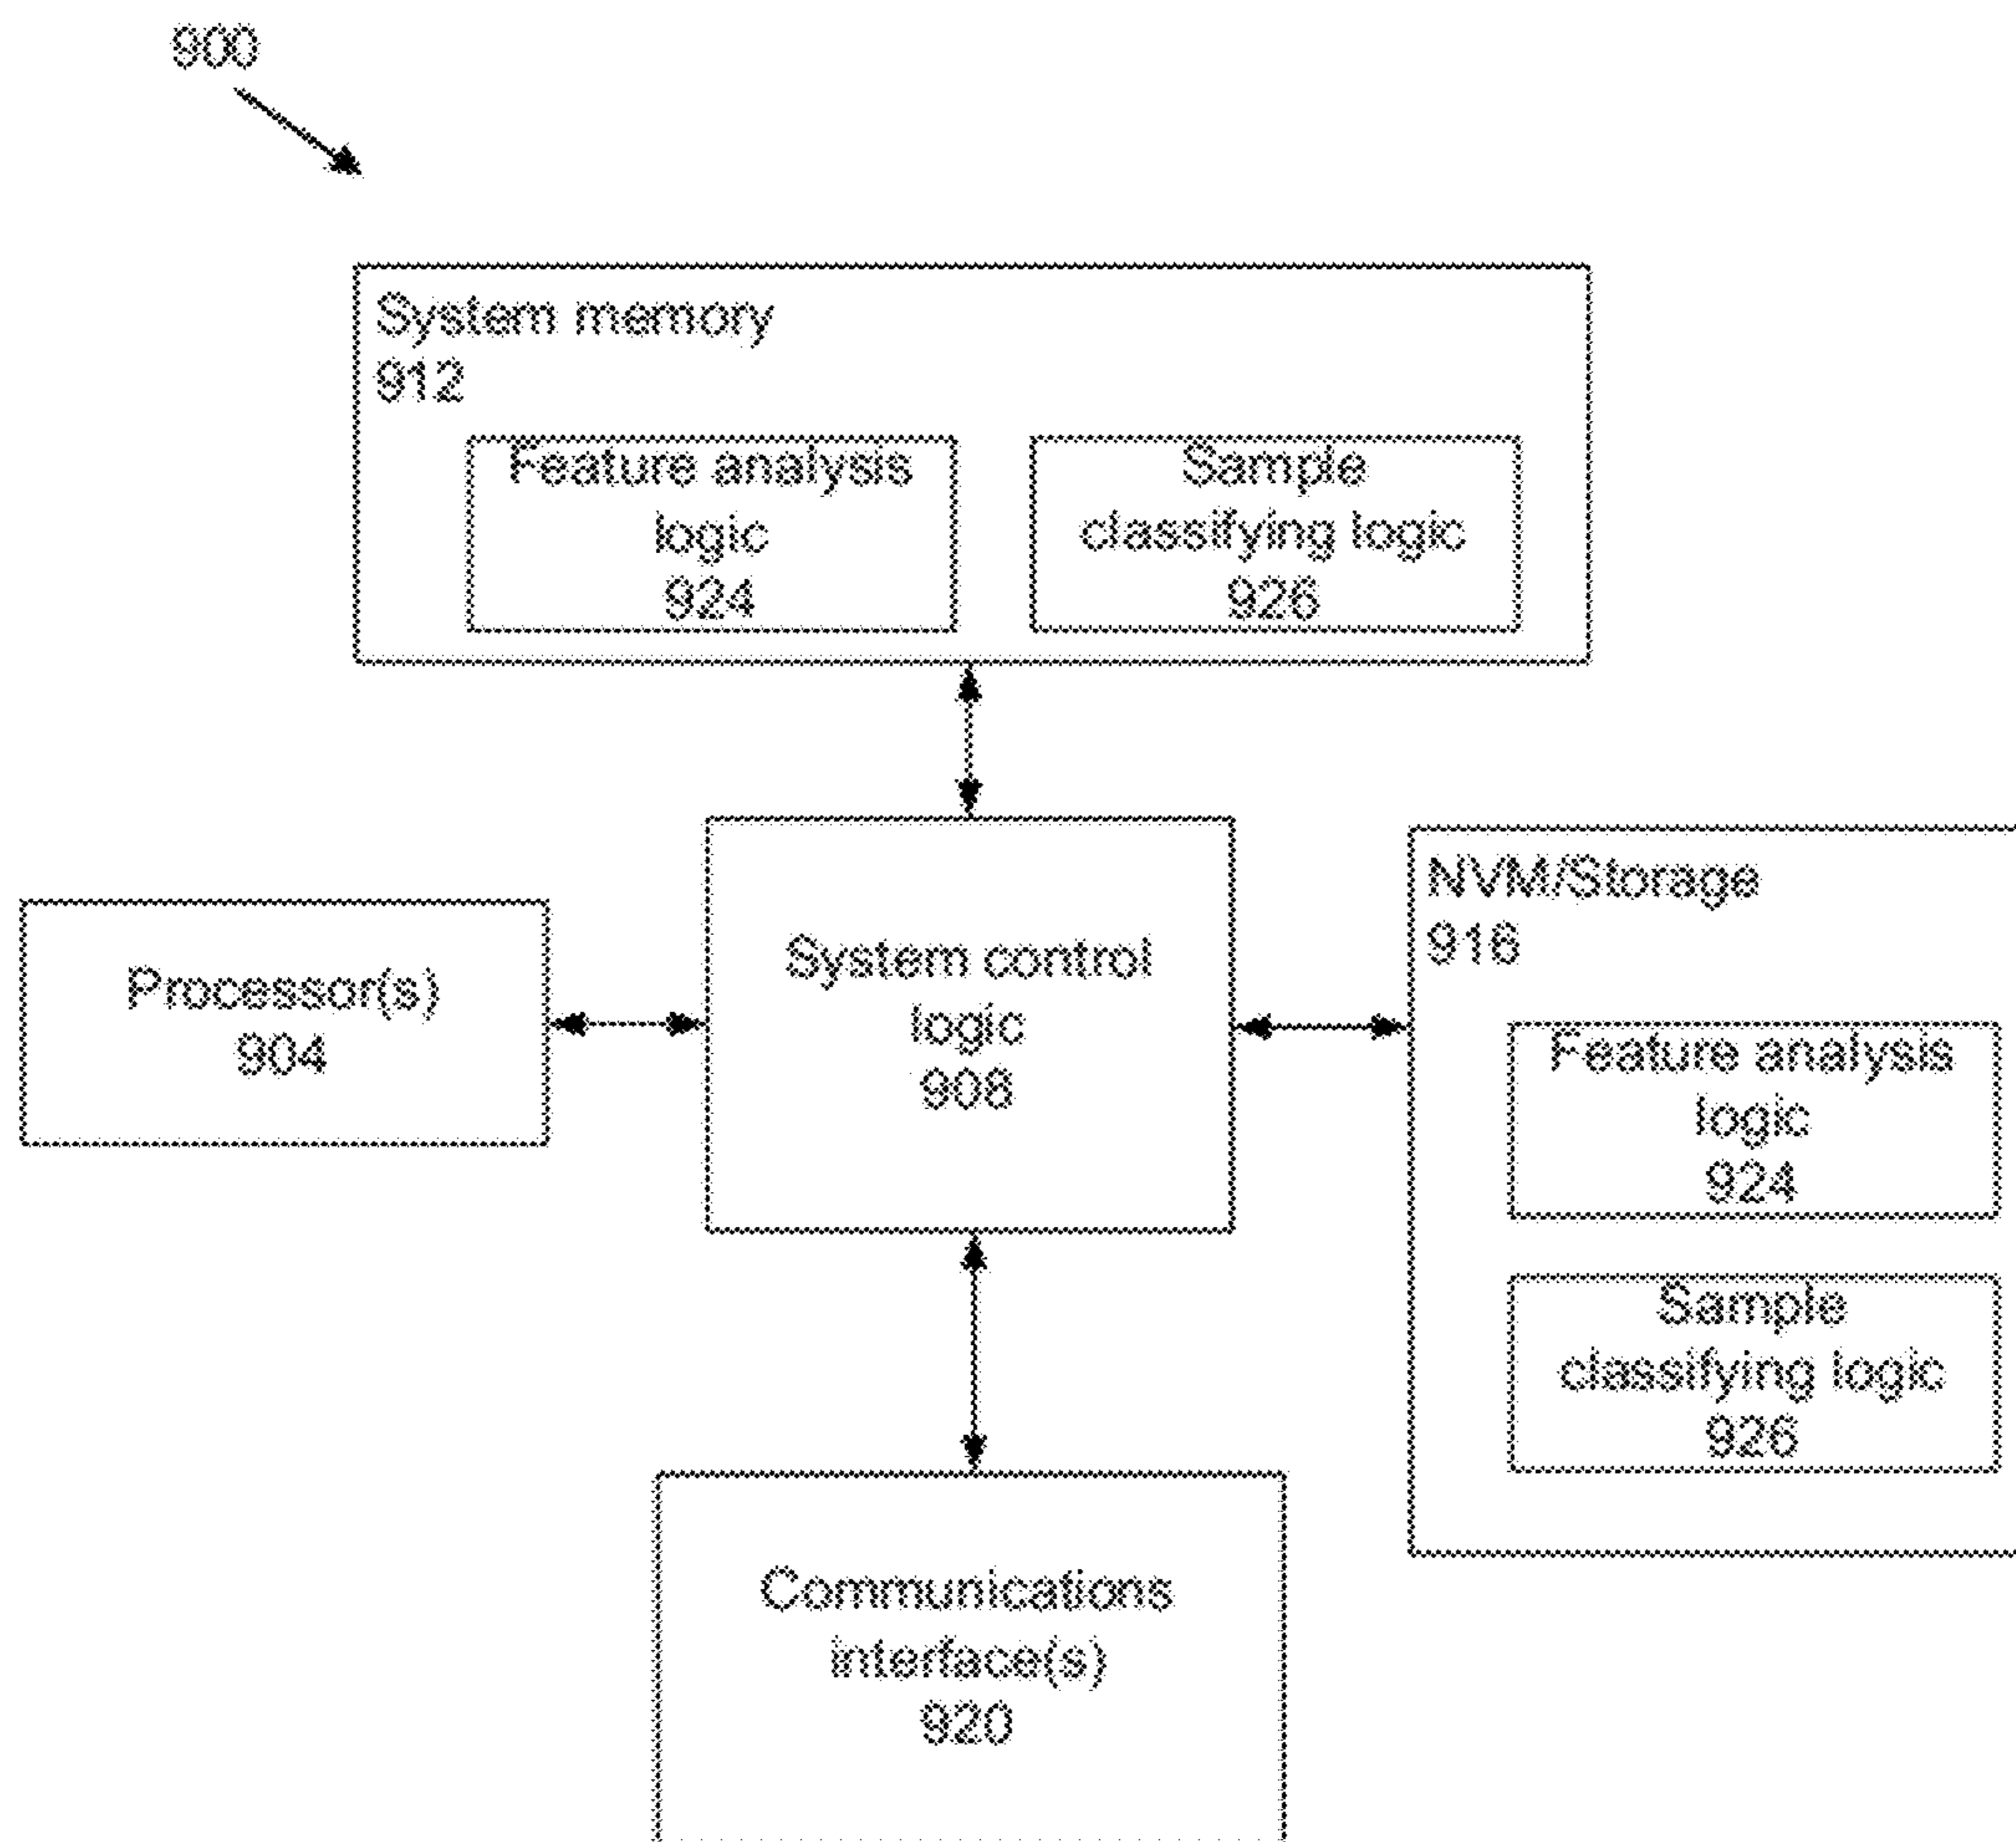 900
System memory
912
Feature analysis
logic
924
Sample
classifying logic
926
Processor(s)
904
System control
logic
908
NVM/Storage
916
Feature analysis
logic
924
Sample
classifying logic
926
Communications
interface(s)
920